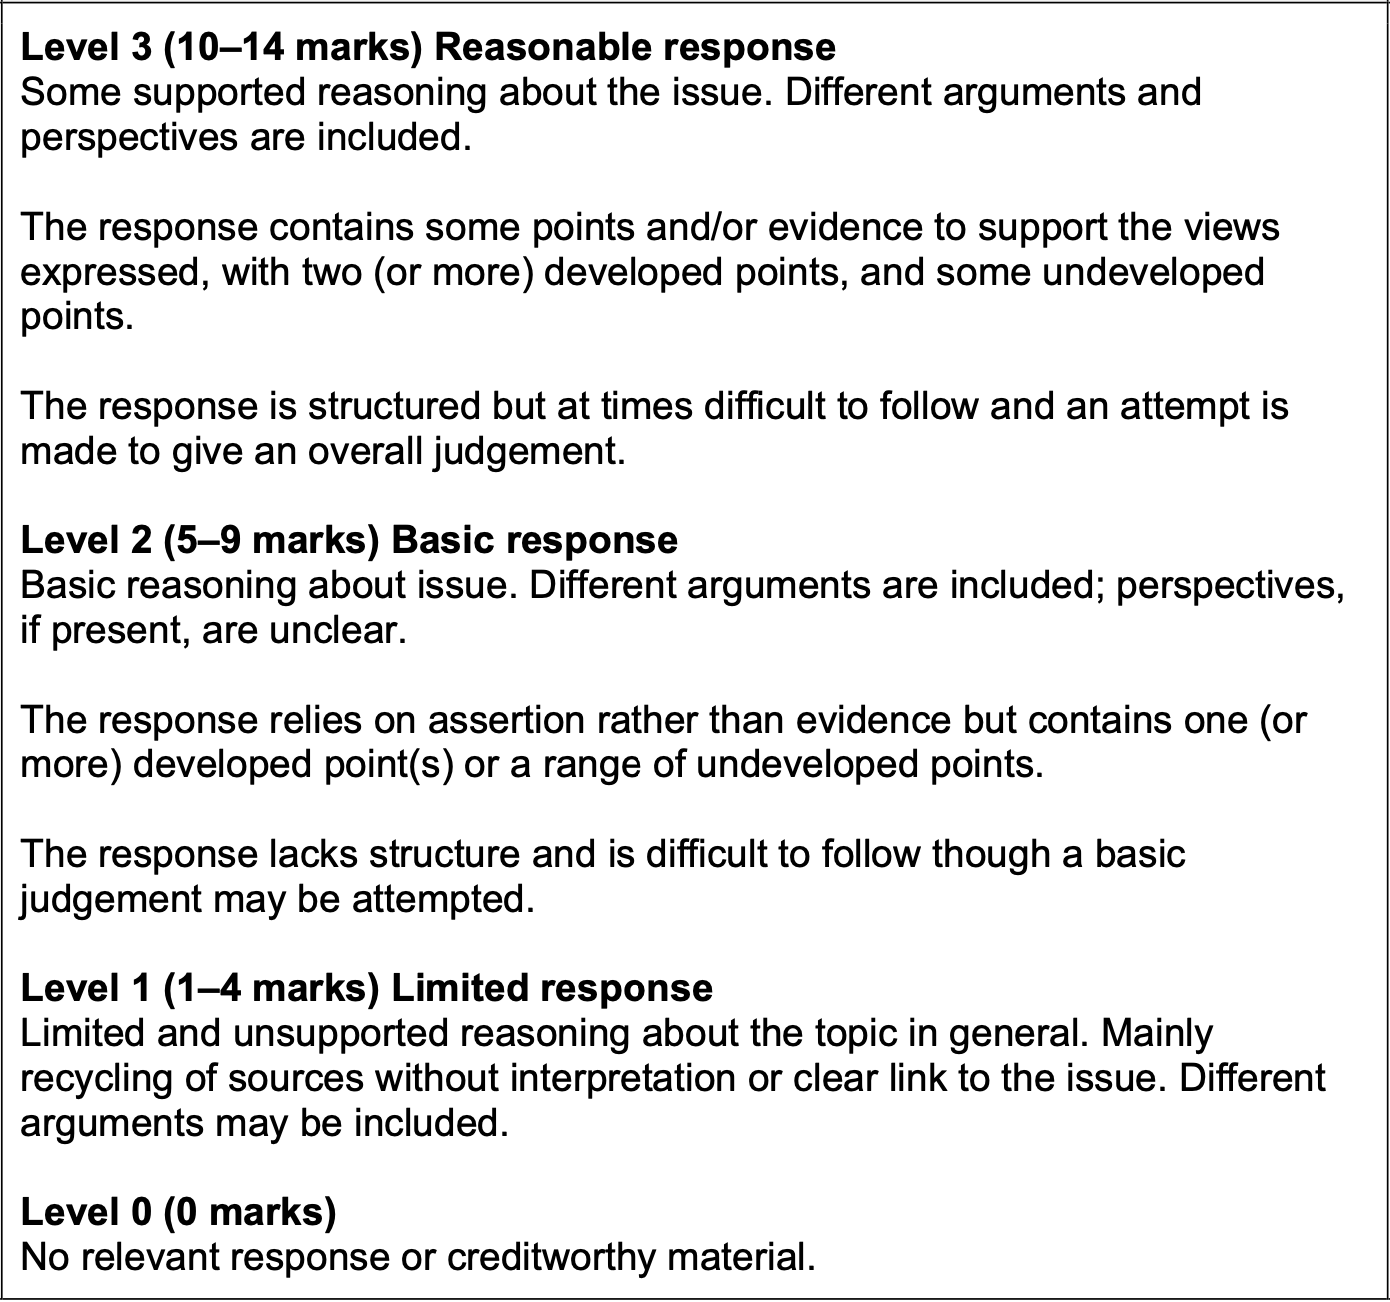 Level 3 (10–14 marks) Reasonable response
Some supported reasoning about the issue. Different arguments and
perspectives are included.
The response contains some points and/or evidence to support the views
expressed, with two (or more) developed points, and some undeveloped
points.
The response is structured but at times difficult to follow and an attempt is
made to give an overall judgement.
Level 2 (5–9 marks) Basic response
Basic reasoning about issue. Different arguments are included; perspectives,
if present, are unclear.
The response relies on assertion rather than evidence but contains one (or
more) developed point(s) or a range of undeveloped points.
The response lacks structure and is difficult to follow though a basic
judgement may be attempted.
Level 1 (1–4 marks) Limited response
Limited and unsupported reasoning about the topic in general. Mainly
recycling of sources without interpretation or clear link to the issue. Different
arguments may be included.
Level 0 (0 marks)
No relevant response or creditworthy material.